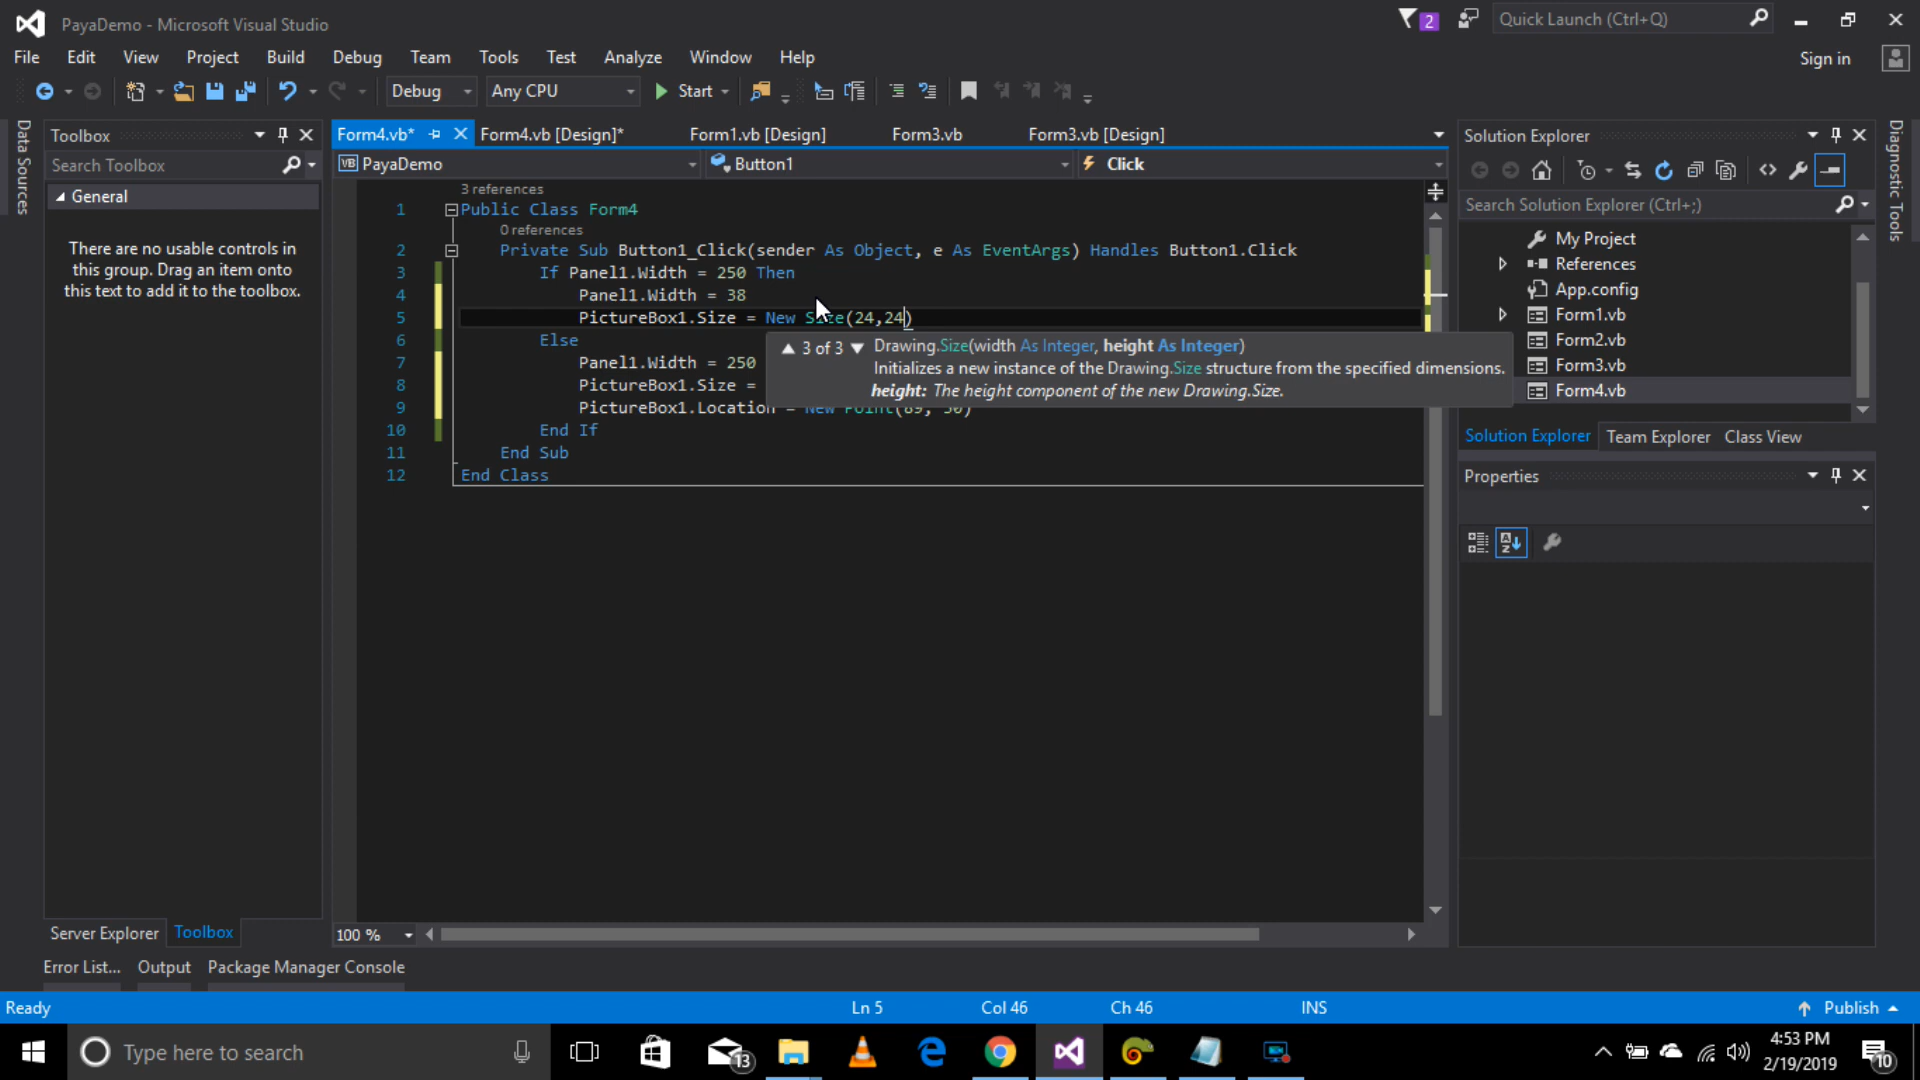 PayaDemo - Microsoft Visual Studio
2
Quick Launch (Ctrl+Q)
File Edit View Project Build Debug Team Tools Test Analyze Window Help
Sign in
Debug Any CPU Start
Data Sources
Toolbox
Search Toolbox
General
There are no usable controls in
this group. Drag an item onto
this text to add it to the toolbox.
Server Explorer Toolbox
Form4.vb* Form4.vb [Design]* Form1.vb [Design] Form3.vb Form3.vb [Design]
VB PayaDemo Button1 Click
3 references
1 Public Class Form4
0 references
2 Private Sub Button1_Click(sender As Object, e As EventArgs) Handles Button1.Click
3 If Panel1.Width = 250 Then
4 Panel1.Width = 38
5 PictureBox1.Size = New Size(24,24)
6 Else
7 Panel1.Width = 250
8 PictureBox1.Size =
9 PictureBox1.Location = New Point(89, 30)
10 End If
11 End Sub
12 End Class
3 of 3 Drawing.Size(width As Integer, height As Integer)
Initializes a new instance of the Drawing.Size structure from the specified dimensions.
height: The height component of the new Drawing.Size.
100 %
Solution Explorer
Search Solution Explorer (Ctrl+;)
My Project
References
App.config
Form1.vb
Form2.vb
Form3.vb
Form4.vb
Solution Explorer Team Explorer Class View
Properties
Diagnostic Tools
Error List... Output Package Manager Console
Ready Ln 5 Col 46 Ch 46 INS Publish
Type here to search
13
4:53 PM
2/19/2019
10